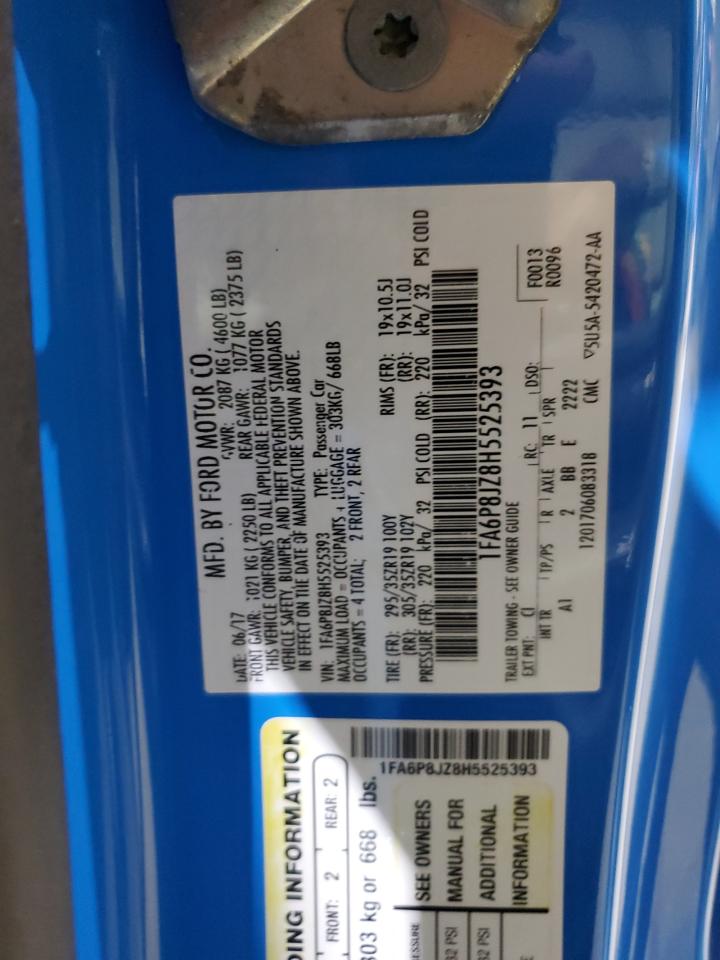 MFD. BY FORD MOTOR CO.
DATE: 06/17 GVWR: 2087 KG ( 4600 LB)
FRONT GAWR: 1021 KG ( 2250 LB) REAR GAWR: 1077 KG ( 2375 LB)
THIS VEHICLE CONFORMS TO ALL APPLICABLE FEDERAL MOTOR
VEHICLE SAFETY, BUMPER, AND THEFT PREVENTION STANDARDS
IN EFFECT ON THE DATE OF MANUFACTURE SHOWN ABOVE.
VIN: 1FA6P8JZ8H5525393 TYPE: Passenger Car
MAXIMUM LOAD = OCCUPANTS + LUGGAGE = 303KG/ 668LB
OCCUPANTS = 4 TOTAL: 2 FRONT, 2 REAR
TIRE (FR): 295/35ZR19 100Y RIMS (FR): 19x10.5J
(RR): 305/35ZR19 102Y (RR): 19x11.0J
PRESSURE (FR): 220 kPa/ 32 PSI COLD (RR): 220 kPa/ 32 PSI COLD
1FA6P8JZ8H5525393
TRAILER TOWING - SEE OWNER GUIDE
F0013
R0096
EXT PNT: CI RC: 11 DSO:
INT TR TP/PS R AXLE TR SPR
A1 2 BB E 2222
1201706083318 CMC ▽5U5A-5420472-AA
DING INFORMATION
FRONT: 2 REAR: 2
303 kg or 668 lbs.
1FA6P8JZ8H5525393
SEE OWNERS
MANUAL FOR
ADDITIONAL
INFORMATION
ESSURE
32 PSI
32 PSI